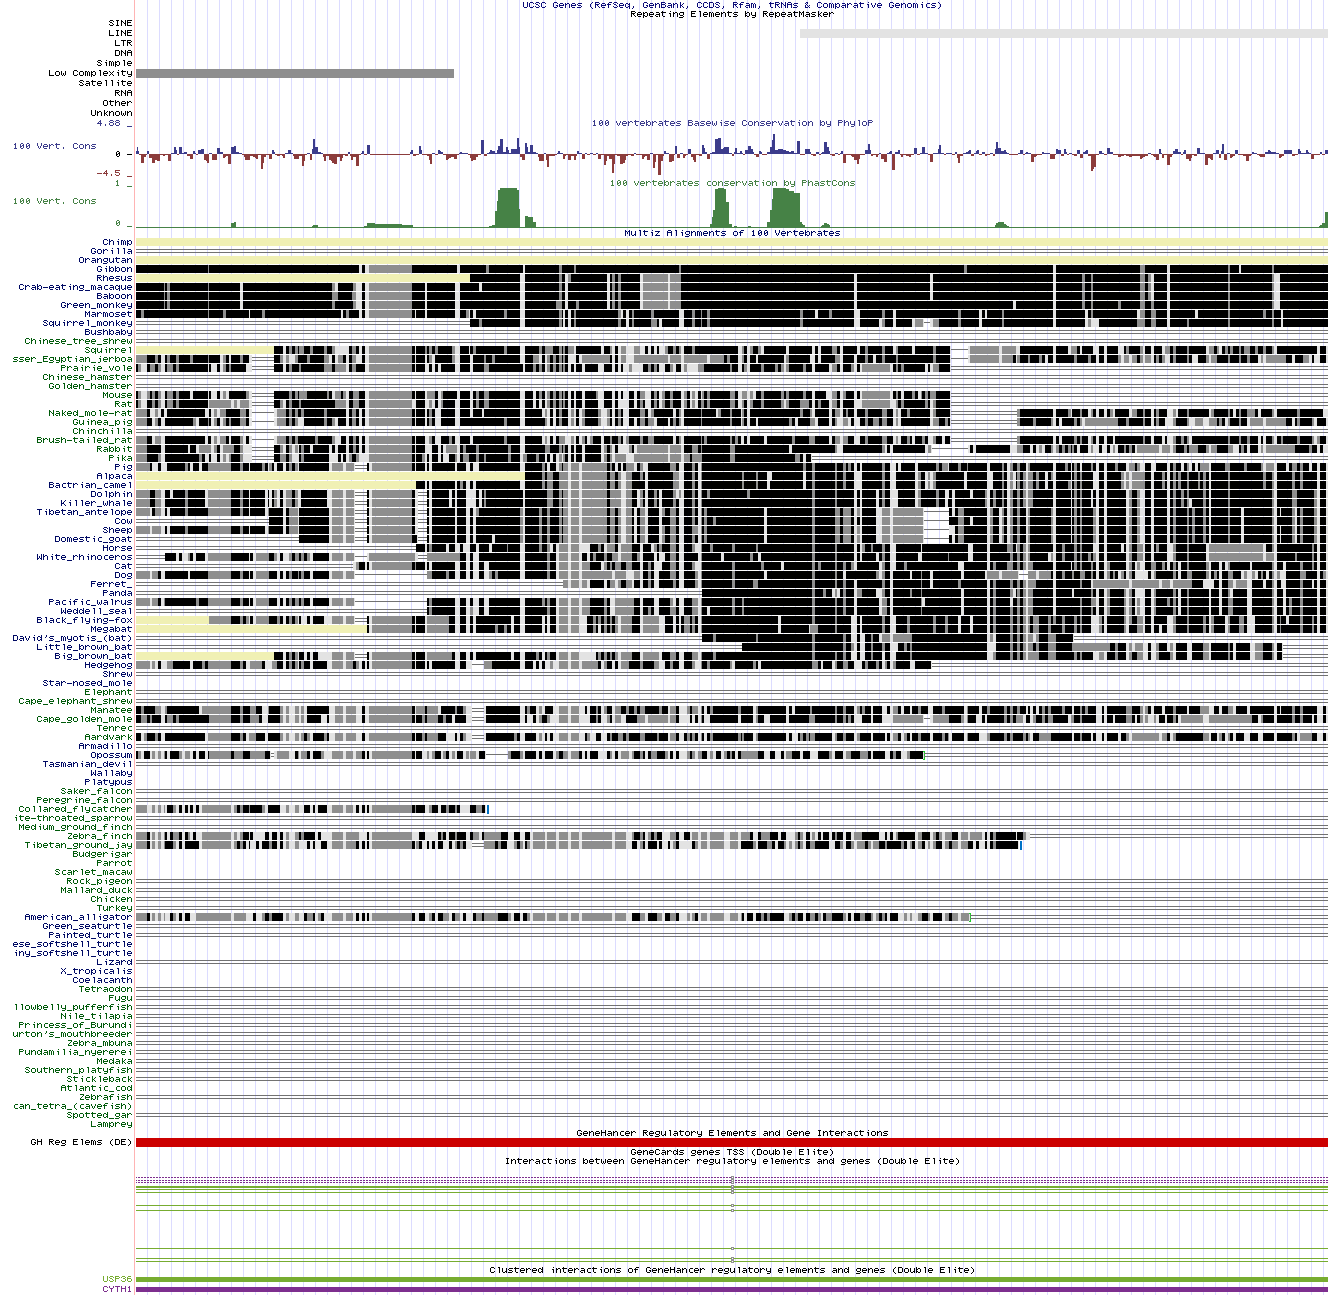 UCSC Genes (RefSeq, GenBank, CCDS, Rfam, tRNAs & Comparative Genomics)
Repeating Elements by RepeatMasker
SINE
LINE
LTR
DNA
Simple
Low Complexity
Satellite
RNA
Other
Unknown
4.88 _
100 vertebrates Basewise Conservation by PhyloP
100 Vert. Cons
0 -
-4.5 _
100 vertebrates conservation by PhastCons
1 _
100 Vert. Cons
0 _
Multiz Alignments of 100 Vertebrates
Chimp
Gorilla
Orangutan
Gibbon
Rhesus
Crab-eating_macaque
Baboon
Green_monkey
Marmoset
Squirrel_monkey
Bushbaby
Chinese_tree_shrew
Squirrel
sser_Egyptian_jerboa
Prairie_vole
Chinese_hamster
Golden_hamster
Mouse
Rat
Naked_mole-rat
Guinea_pig
Chinchilla
Brush-tailed_rat
Rabbit
Pika
Pig
Alpaca
Bactrian_camel
Dolphin
Killer_whale
Tibetan_antelope
Cow
Sheep
Domestic_goat
Horse
White_rhinoceros
Cat
Dog
Ferret_
Panda
Pacific_walrus
Weddell_seal
Black_flying-fox
Megabat
David's_myotis_(bat)
Little_brown_bat
Big_brown_bat
Hedgehog
Shrew
Star-nosed_mole
Elephant
Cape_elephant_shrew
Manatee
Cape_golden_mole
Tenrec
Aardvark
Armadillo
Opossum
Tasmanian_devil
Wallaby
Platypus
Saker_falcon
Peregrine_falcon
Collared_flycatcher
ite-throated_sparrow
Medium_ground_finch
Zebra_finch
Tibetan_ground_jay
Budgerigar
Parrot
Scarlet_macaw
Rock_pigeon
Mallard_duck
Chicken
Turkey
American_alligator
Green_seaturtle
Painted_turtle
ese_softshell_turtle
iny_softshell_turtle
Lizard
X_tropicalis
Coelacanth
Tetraodon
Fugu
llowbelly_pufferfish
Nile_tilapia
Princess_of_Burundi
urton's_mouthbreeder
Zebra_mbuna
Pundamilia_nyererei
Medaka
Southern_platyfish
Stickleback
Atlantic_cod
Zebrafish
can_tetra_(cavefish)
Spotted_gar
Lamprey
GeneHancer Regulatory Elements and Gene Interactions
GH Reg Elems (DE)
GeneCards genes TSS (Double Elite)
Interactions between GeneHancer regulatory elements and genes (Double Elite)
Clustered interactions of GeneHancer regulatory elements and genes (Double Elite)
USP36
CYTH1